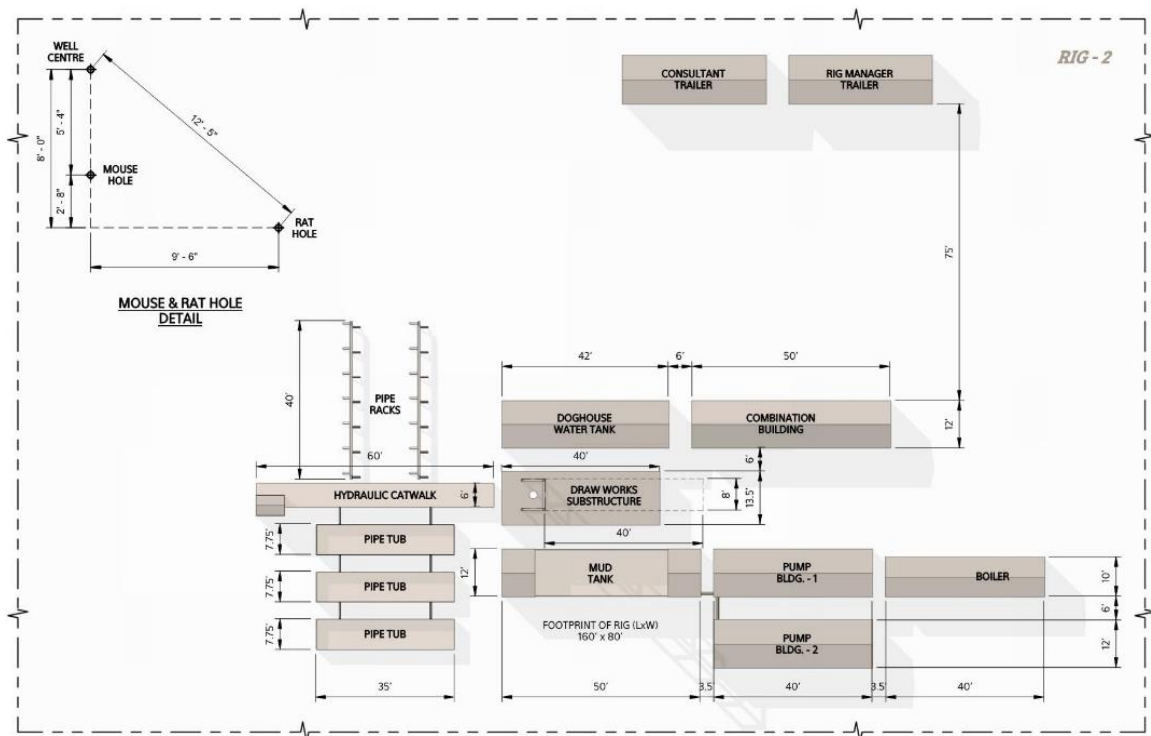 RIG - 2
WELL
CENTRE
12' - 5"
5' - 4"
8' - 0"
MOUSE
HOLE
2' - 8"
RAT
HOLE
9' - 6"
MOUSE & RAT HOLE
DETAIL
CONSULTANT
TRAILER
RIG MANAGER
TRAILER
75'
40'
PIPE
RACKS
42'
6'
50'
DOGHOUSE
WATER TANK
COMBINATION
BUILDING
12'
60'
40'
6'
HYDRAULIC CATWALK
6'
DRAW WORKS
SUBSTRUCTURE
8'
13.5'
40'
7.75'
PIPE TUB
12'
MUD
TANK
PUMP
BLDG. - 1
BOILER
10'
7.75'
PIPE TUB
6'
7.75'
PIPE TUB
FOOTPRINT OF RIG (LxW)
160' x 80'
PUMP
BLDG. - 2
12'
35'
50'
3.5'
40'
3.5'
40'